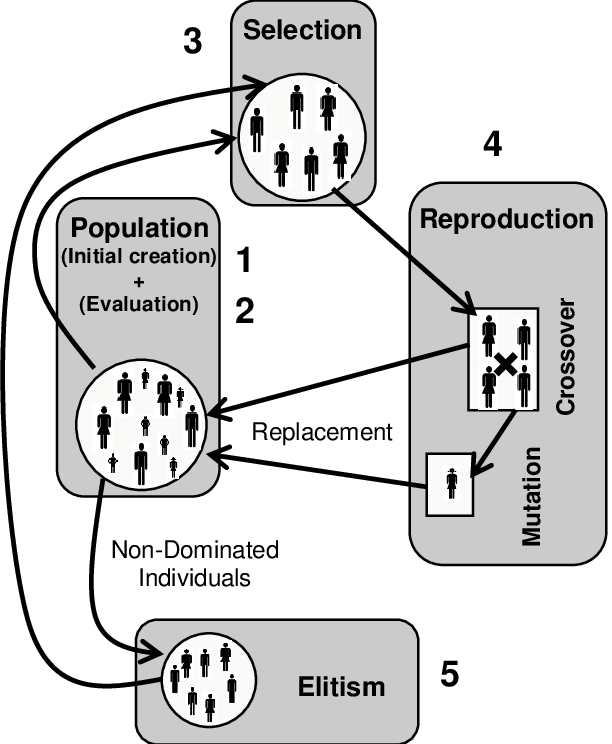 3
Selection
4
Reproduction
Population
(Initial creation)
+
(Evaluation)
1
2
Crossover
Replacement
Mutation
Non-Dominated
Individuals
Elitism
5